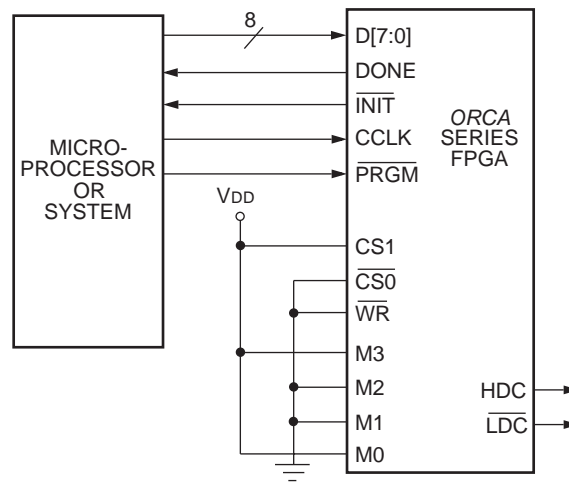 8
D[7:0]
DONE
INIT
CCLK
PRGM
MICRO-
PROCESSOR
OR
SYSTEM
ORCA
SERIES
FPGA
VDD
CS1
CS0
WR
M3
M2
M1
M0
HDC
LDC